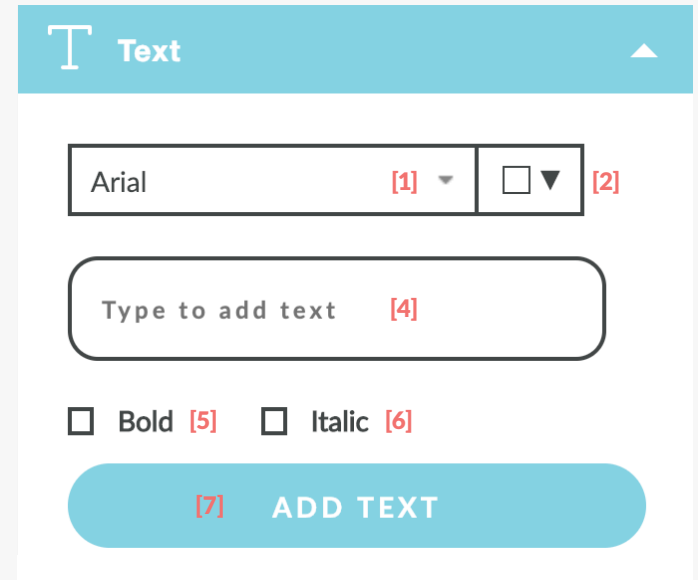 T Text
Arial [1] [2]
Type to add text [4]
Bold [5] Italic [6]
[7] ADD TEXT